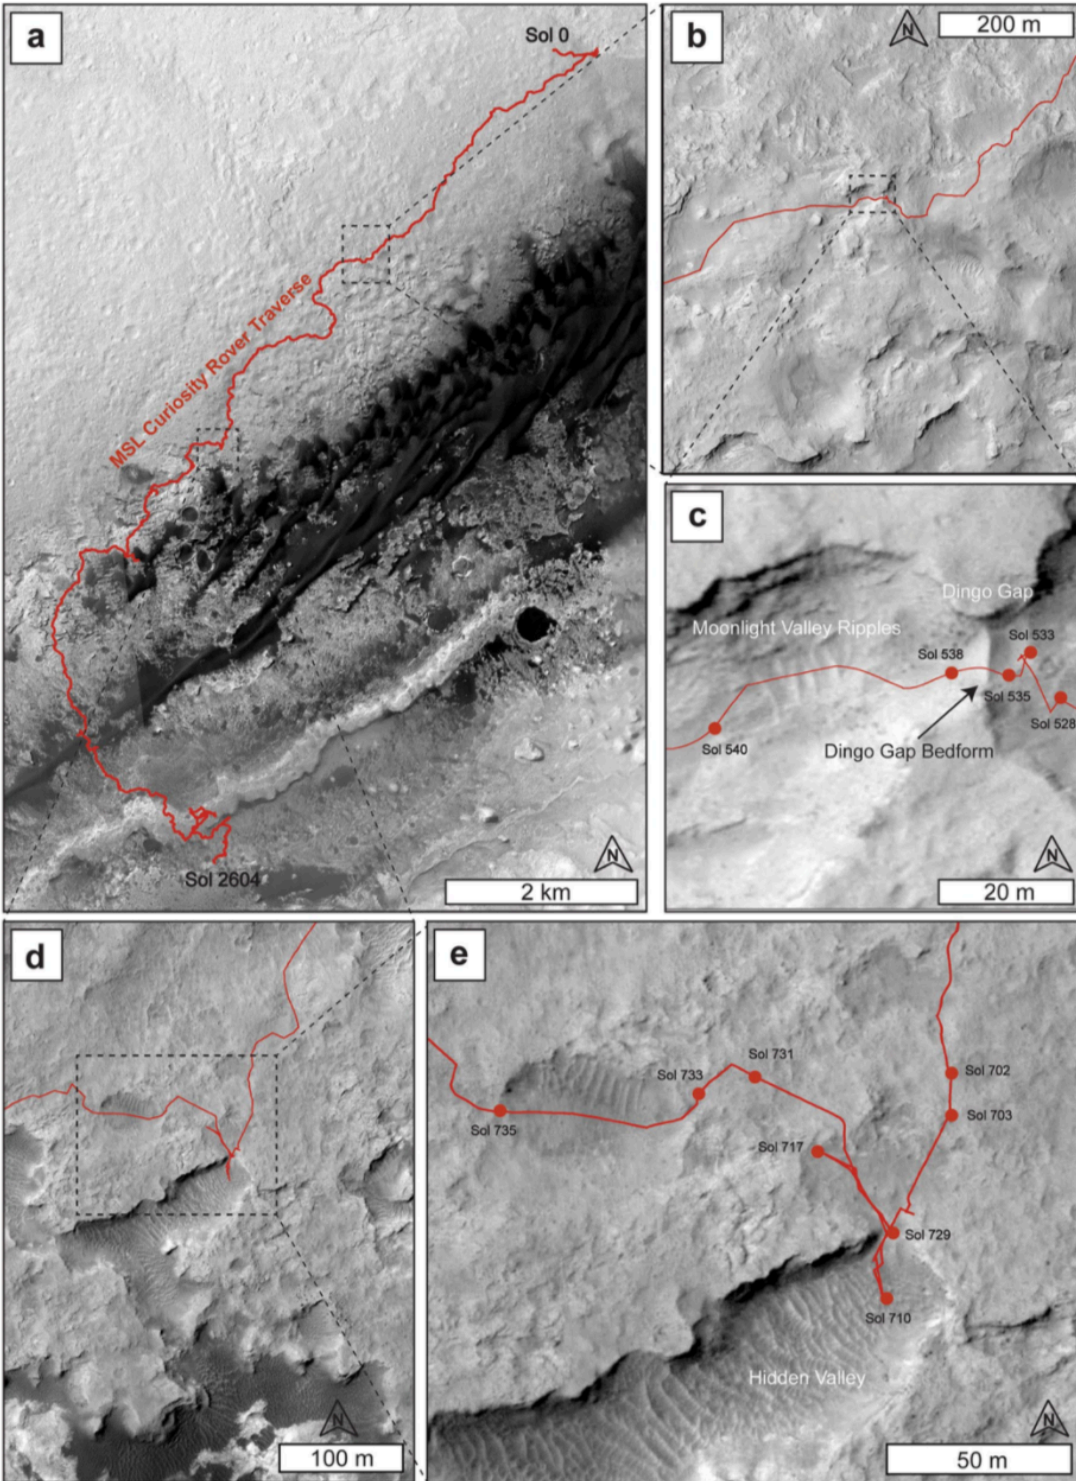 a
Sol 0
MSL Curiosity Rover Traverse
Sol 2604
N
2 km
b
N
200 m
c
Dingo Gap
Moonlight Valley Ripples
Sol 533
Sol 538
Sol 535
Sol 528
Sol 540
Dingo Gap Bedform
N
20 m
d
N
100 m
e
Sol 731
Sol 702
Sol 733
Sol 703
Sol 735
Sol 717
Sol 729
Sol 710
Hidden Valley
N
50 m